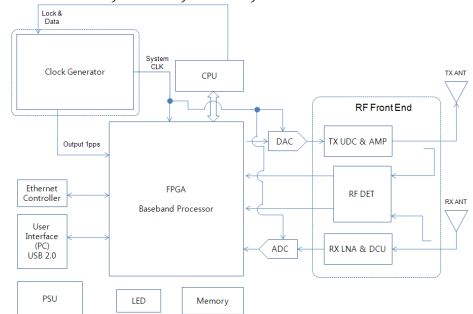 Lock &
Data
Clock Generator
System
CLK
CPU
TX ANT
RF Front End
Output 1pps
DAC
TX UDC & AMP
FPGA
Baseband Processor
RF DET
Ethernet
Controller
User
Interface
(PC)
USB 2.0
RX ANT
ADC
RX LNA & DCU
PSU
LED
Memory